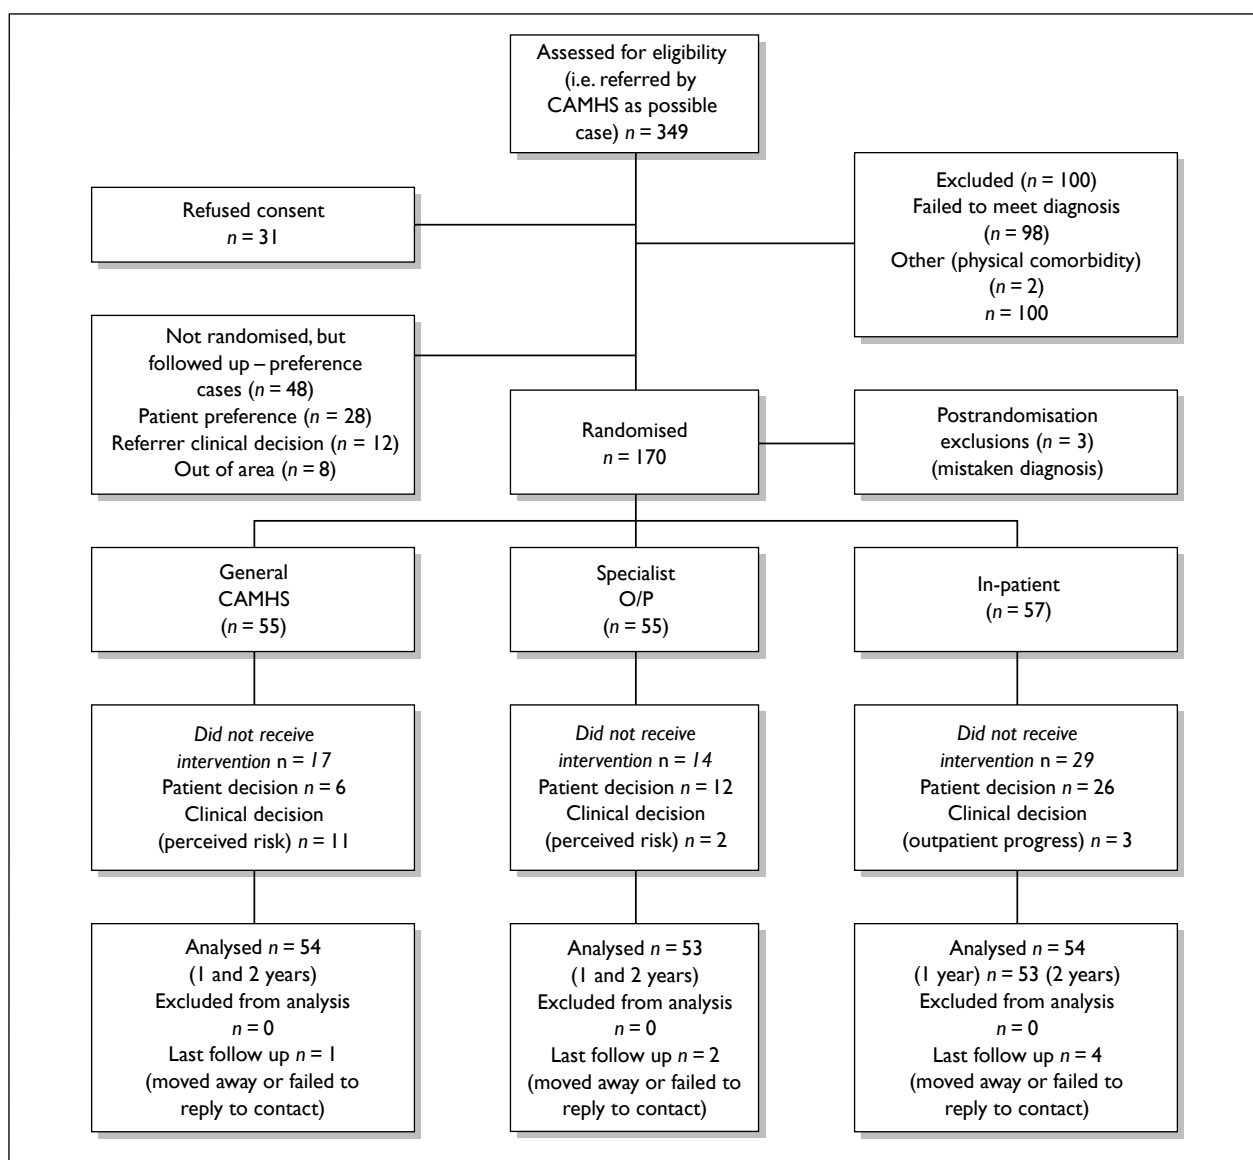 Assessed for eligibility
(i.e. referred by
CAMHS as possible
case) n = 349
Refused consent
n = 31
Excluded (n = 100)
Failed to meet diagnosis
(n = 98)
Other (physical comorbidity)
(n = 2)
n = 100
Not randomised, but
followed up – preference
cases (n = 48)
Patient preference (n = 28)
Referrer clinical decision (n = 12)
Out of area (n = 8)
Randomised
n = 170
Postrandomisation
exclusions (n = 3)
(mistaken diagnosis)
General
CAMHS
(n = 55)
Specialist
O/P
(n = 55)
In-patient
(n = 57)
Did not receive
intervention n = 17
Patient decision n = 6
Clinical decision
(perceived risk) n = 11
Did not receive
intervention n = 14
Patient decision n = 12
Clinical decision
(perceived risk) n = 2
Did not receive
intervention n = 29
Patient decision n = 26
Clinical decision
(outpatient progress) n = 3
Analysed n = 54
(1 and 2 years)
Excluded from analysis
n = 0
Last follow up n = 1
(moved away or failed to
reply to contact)
Analysed n = 53
(1 and 2 years)
Excluded from analysis
n = 0
Last follow up n = 2
(moved away or failed to
reply to contact)
Analysed n = 54
(1 year) n = 53 (2 years)
Excluded from analysis
n = 0
Last follow up n = 4
(moved away or failed to
reply to contact)